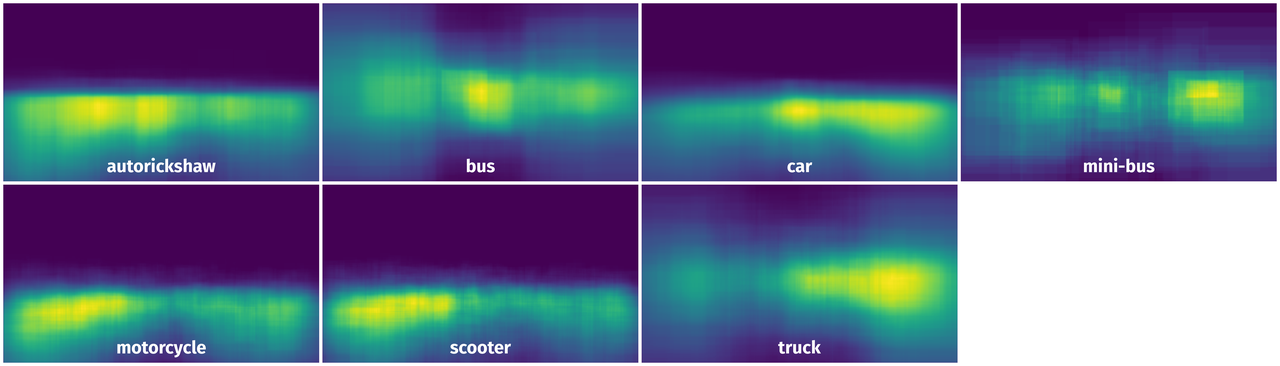 autorickshaw
bus
car
mini-bus
motorcycle
scooter
truck